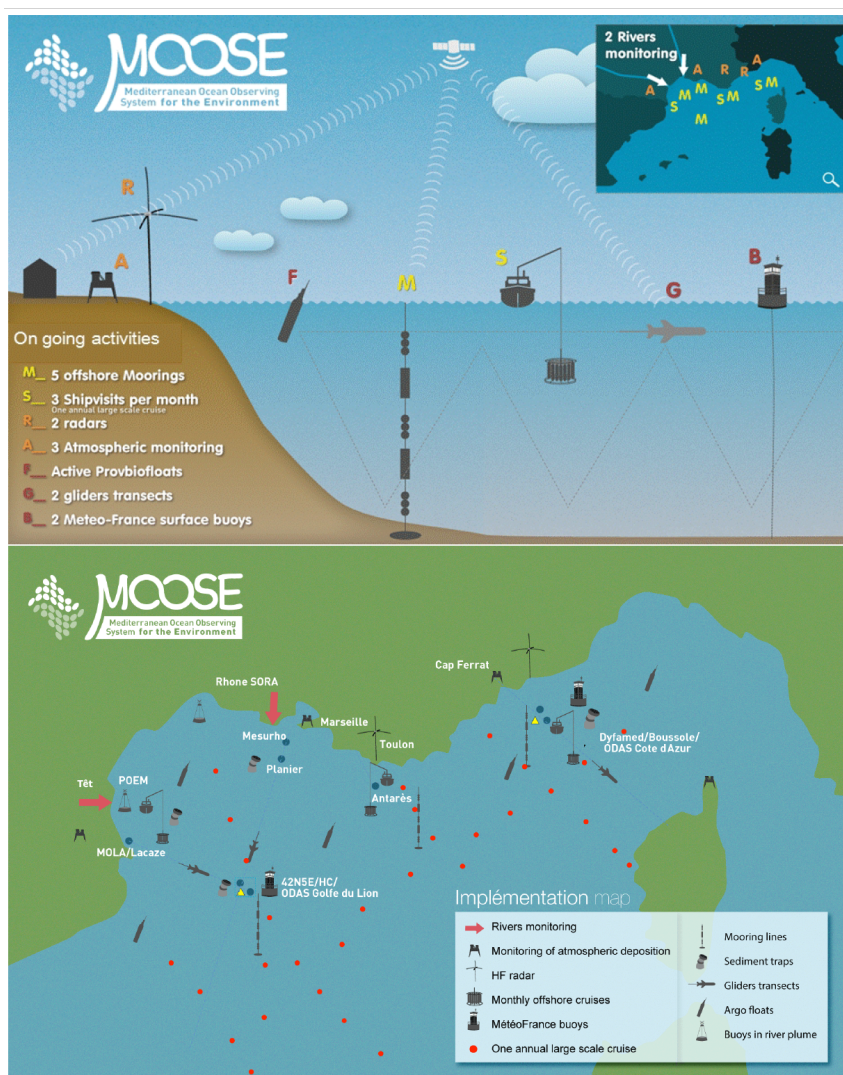 MOOSE
Mediterranean Ocean Observing
System for the Environment
2 Rivers
monitoring
A
R
R
A
A
M
M
S
S
M
S
M
M
R
A
F
M
S
G
B
On going activities
M_ 5 offshore Moorings
S_ 3 Shipvisits per month
One annual large scale cruise
R_ 2 radars
A_ 3 Atmospheric monitoring
F_ Active Provbiofloats
G_ 2 gliders transects
B_ 2 Meteo-France surface buoys
MOOSE
Mediterranean Ocean Observing
System for the Environment
Cap Ferrat
Rhone SORA
Marseille
Mesurho
Toulon
Dyfamed/Boussole/
ODAS Cote dAzur
Planier
Têt
POEM
Antarès
MOLA/Lacaze
42N5E/HC/
ODAS Golfe du Lion
Implémentation map
Rivers monitoring
Monitoring of atmospheric deposition
HF radar
Monthly offshore cruises
MétéoFrance buoys
One annual large scale cruise
Mooring lines
Sediment traps
Gliders transects
Argo floats
Buoys in river plume